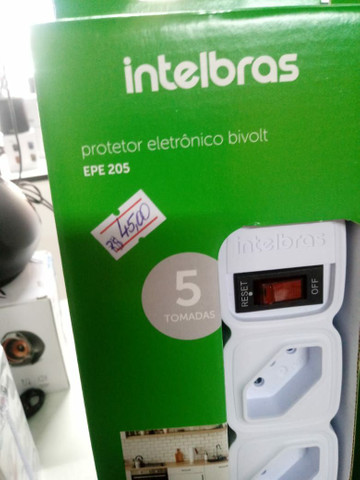 intelbras
protetor eletrônico bivolt
EPE 205
R$ 45,00
intelbras
RESET
OFF
5
TOMADAS